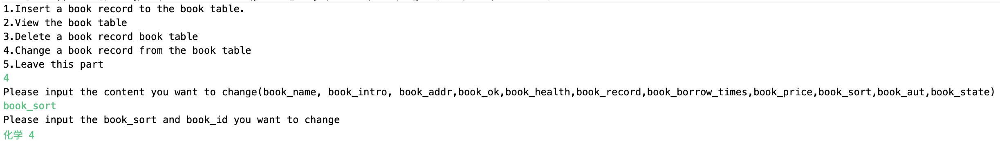 1.Insert a book record to the book table.
2.View the book table
3.Delete a book record book table
4.Change a book record from the book table
5.Leave this part
4
Please input the content you want to change(book_name, book_intro, book_addr,book_ok,book_health,book_record,book_borrow_times,book_price,book_sort,book_aut,book_state)
book_sort
Please input the book_sort and book_id you want to change
化学 4